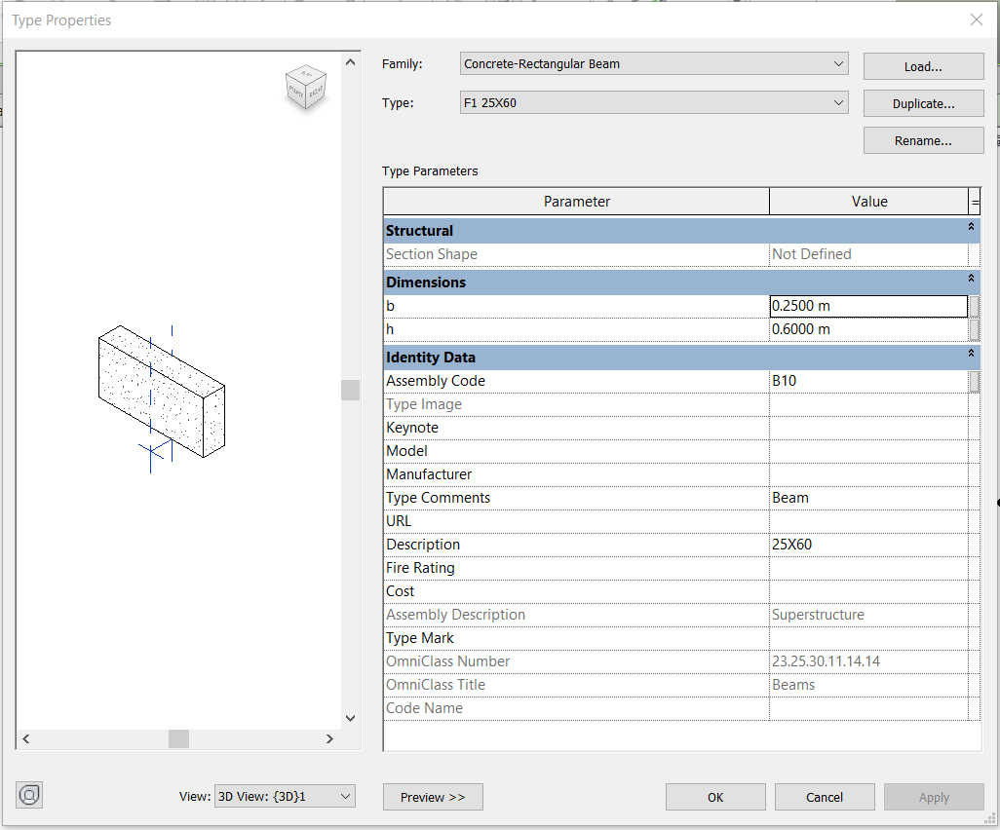 Type Properties
Family: Concrete-Rectangular Beam Load...
Type: F1 25X60 Duplicate...
Rename...
Type Parameters
Parameter Value =
Structural
Section Shape Not Defined
Dimensions
b 0.2500 m
h 0.6000 m
Identity Data
Assembly Code B10
Type Image
Keynote
Model
Manufacturer
Type Comments Beam
URL
Description 25X60
Fire Rating
Cost
Assembly Description Superstructure
Type Mark
OmniClass Number 23.25.30.11.14.14
OmniClass Title Beams
Code Name
View: 3D View: {3D}1 Preview >> OK Cancel Apply